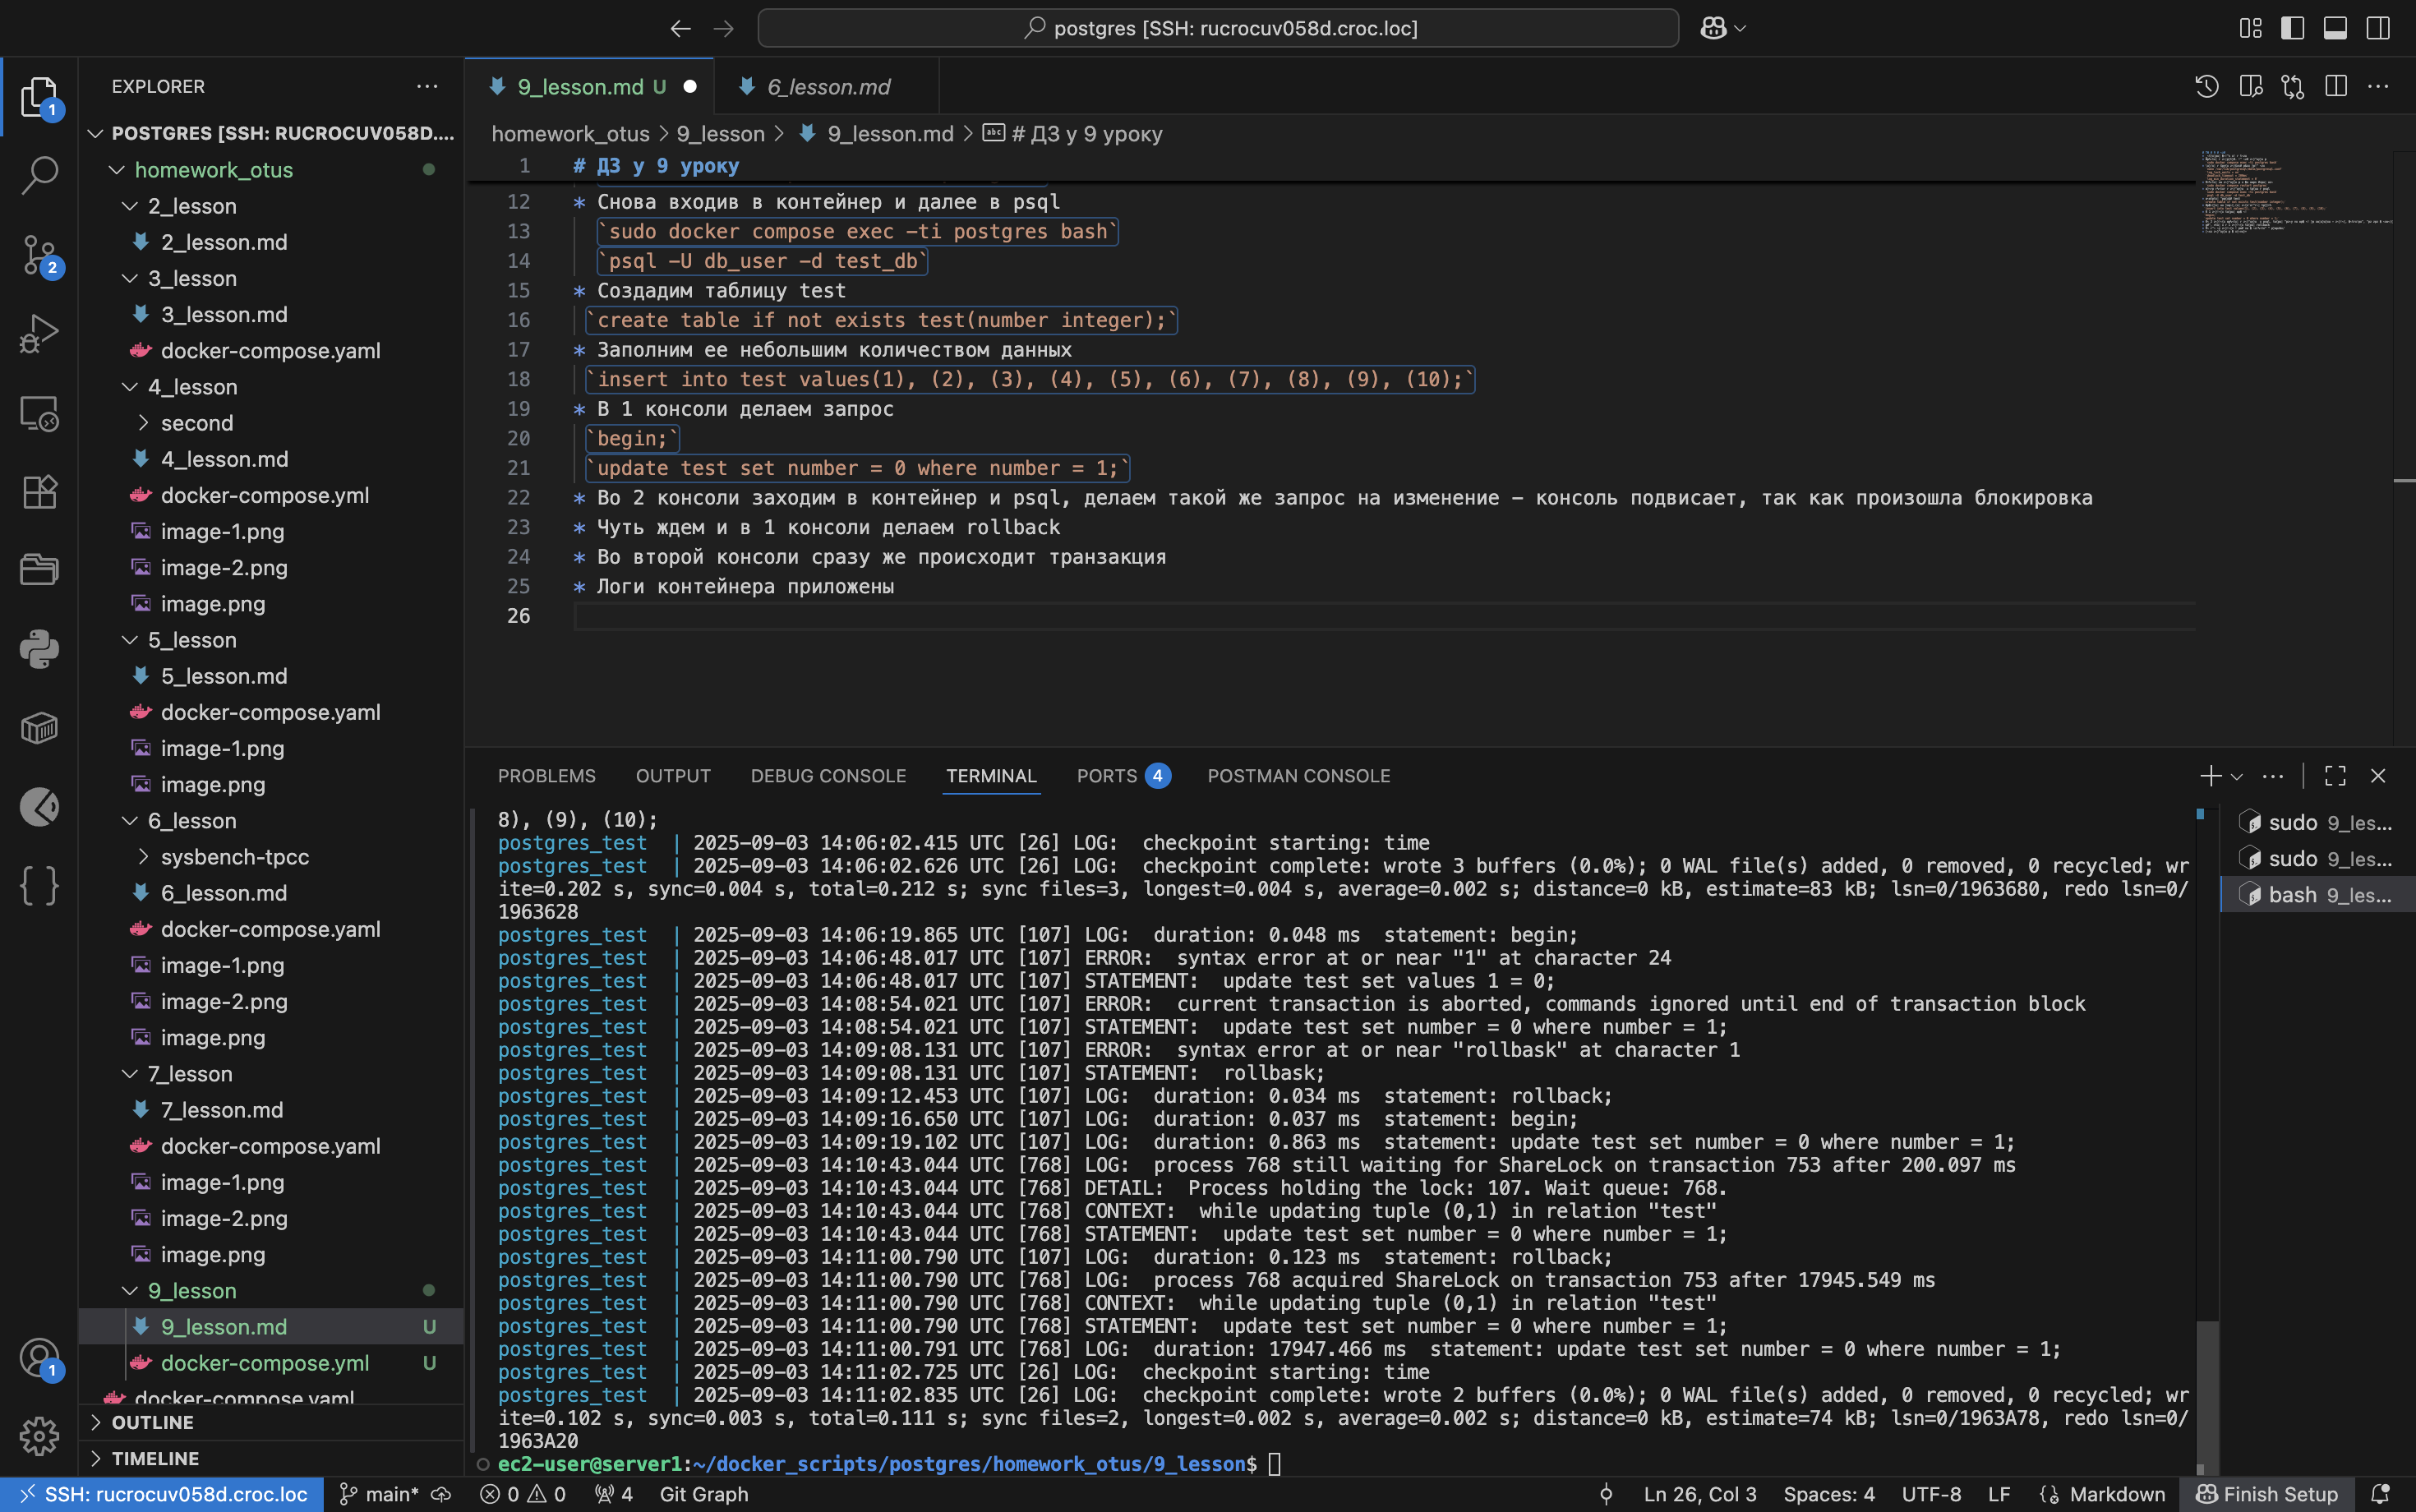 postgres [SSH: rucrocuv058d.croc.loc]
EXPLORER
9_lesson.md U
6_lesson.md
1
2
1
POSTGRES [SSH: RUCROCUV058D....
homework_otus
2_lesson
2_lesson.md
3_lesson
3_lesson.md
docker-compose.yaml
4_lesson
second
4_lesson.md
docker-compose.yml
image-1.png
image-2.png
image.png
5_lesson
5_lesson.md
docker-compose.yaml
image-1.png
image.png
6_lesson
sysbench-tpcc
6_lesson.md
docker-compose.yaml
image-1.png
image-2.png
image.png
7_lesson
7_lesson.md
docker-compose.yaml
image-1.png
image-2.png
image.png
9_lesson
9_lesson.md U
docker-compose.yml U
docker-compose.yaml
OUTLINE
TIMELINE
homework_otus > 9_lesson > 9_lesson.md > # ДЗ у 9 уроку
1 # ДЗ у 9 уроку
12 * Снова входив в контейнер и далее в psql
13 `sudo docker compose exec -ti postgres bash`
14 `psql -U db_user -d test_db`
15 * Создадим таблицу test
16 `create table if not exists test(number integer);`
17 * Заполним ее небольшим количеством данных
18 `insert into test values(1), (2), (3), (4), (5), (6), (7), (8), (9), (10);`
19 * В 1 консоли делаем запрос
20 `begin;`
21 `update test set number = 0 where number = 1;`
22 * Во 2 консоли заходим в контейнер и psql, делаем такой же запрос на изменение - консоль подвисает, так как произошла блокировка
23 * Чуть ждем и в 1 консоли делаем rollback
24 * Во второй консоли сразу же происходит транзакция
25 * Логи контейнера приложены
26
PROBLEMS OUTPUT DEBUG CONSOLE TERMINAL PORTS 4 POSTMAN CONSOLE
8), (9), (10);
postgres_test | 2025-09-03 14:06:02.415 UTC [26] LOG: checkpoint starting: time
postgres_test | 2025-09-03 14:06:02.626 UTC [26] LOG: checkpoint complete: wrote 3 buffers (0.0%); 0 WAL file(s) added, 0 removed, 0 recycled; wr
ite=0.202 s, sync=0.004 s, total=0.212 s; sync files=3, longest=0.004 s, average=0.002 s; distance=0 kB, estimate=83 kB; lsn=0/1963680, redo lsn=0/
1963628
postgres_test | 2025-09-03 14:06:19.865 UTC [107] LOG: duration: 0.048 ms statement: begin;
postgres_test | 2025-09-03 14:06:48.017 UTC [107] ERROR: syntax error at or near "1" at character 24
postgres_test | 2025-09-03 14:06:48.017 UTC [107] STATEMENT: update test set values 1 = 0;
postgres_test | 2025-09-03 14:08:54.021 UTC [107] ERROR: current transaction is aborted, commands ignored until end of transaction block
postgres_test | 2025-09-03 14:08:54.021 UTC [107] STATEMENT: update test set number = 0 where number = 1;
postgres_test | 2025-09-03 14:09:08.131 UTC [107] ERROR: syntax error at or near "rollbask" at character 1
postgres_test | 2025-09-03 14:09:08.131 UTC [107] STATEMENT: rollbask;
postgres_test | 2025-09-03 14:09:12.453 UTC [107] LOG: duration: 0.034 ms statement: rollback;
postgres_test | 2025-09-03 14:09:16.650 UTC [107] LOG: duration: 0.037 ms statement: begin;
postgres_test | 2025-09-03 14:09:19.102 UTC [107] LOG: duration: 0.863 ms statement: update test set number = 0 where number = 1;
postgres_test | 2025-09-03 14:10:43.044 UTC [768] LOG: process 768 still waiting for ShareLock on transaction 753 after 200.097 ms
postgres_test | 2025-09-03 14:10:43.044 UTC [768] DETAIL: Process holding the lock: 107. Wait queue: 768.
postgres_test | 2025-09-03 14:10:43.044 UTC [768] CONTEXT: while updating tuple (0,1) in relation "test"
postgres_test | 2025-09-03 14:10:43.044 UTC [768] STATEMENT: update test set number = 0 where number = 1;
postgres_test | 2025-09-03 14:11:00.790 UTC [107] LOG: duration: 0.123 ms statement: rollback;
postgres_test | 2025-09-03 14:11:00.790 UTC [768] LOG: process 768 acquired ShareLock on transaction 753 after 17945.549 ms
postgres_test | 2025-09-03 14:11:00.790 UTC [768] CONTEXT: while updating tuple (0,1) in relation "test"
postgres_test | 2025-09-03 14:11:00.790 UTC [768] STATEMENT: update test set number = 0 where number = 1;
postgres_test | 2025-09-03 14:11:00.791 UTC [768] LOG: duration: 17947.466 ms statement: update test set number = 0 where number = 1;
postgres_test | 2025-09-03 14:11:02.725 UTC [26] LOG: checkpoint starting: time
postgres_test | 2025-09-03 14:11:02.835 UTC [26] LOG: checkpoint complete: wrote 2 buffers (0.0%); 0 WAL file(s) added, 0 removed, 0 recycled; wr
ite=0.102 s, sync=0.003 s, total=0.111 s; sync files=2, longest=0.002 s, average=0.002 s; distance=0 kB, estimate=74 kB; lsn=0/1963A78, redo lsn=0/
1963A20
ec2-user@server1:~/docker_scripts/postgres/homework_otus/9_lesson$
sudo 9_les...
sudo 9_les...
bash 9_les...
SSH: rucrocuv058d.croc.loc main* 0 0 4 Git Graph Ln 26, Col 3 Spaces: 4 UTF-8 LF Markdown Finish Setup